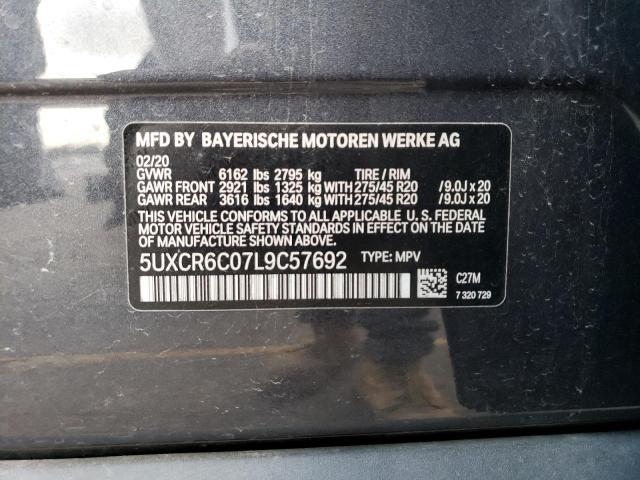 MFD BY BAYERISCHE MOTOREN WERKE AG
02/20
GVWR 6162 lbs 2795 kg TIRE / RIM
GAWR FRONT 2921 lbs 1325 kg WITH 275/45 R20 /9.0J x 20
GAWR REAR 3616 lbs 1640 kg WITH 275/45 R20 /9.0J x 20
THIS VEHICLE CONFORMS TO ALL APPLICABLE U. S. FEDERAL
MOTOR VEHICLE SAFETY STANDARDS IN EFFECT ON THE DATE OF
MANUFACTURE SHOWN ABOVE.
5UXCR6C07L9C57692 TYPE: MPV
C27M
7 320 729